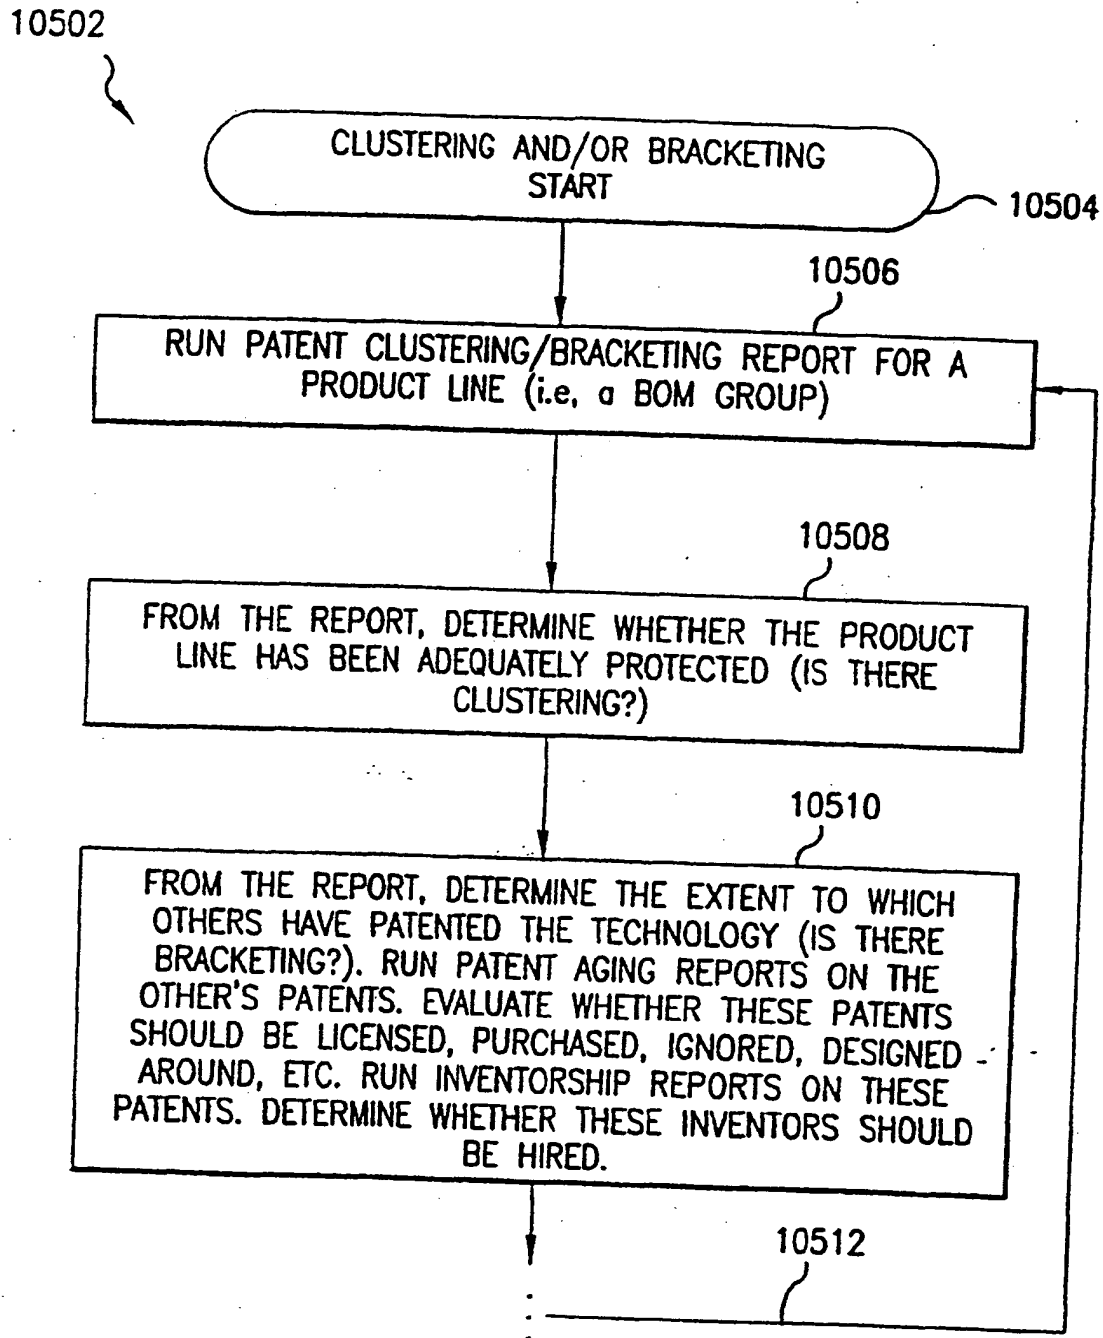 10502
CLUSTERING AND/OR BRACKETING
START
10504
10506
RUN PATENT CLUSTERING/BRACKETING REPORT FOR A
PRODUCT LINE (i.e, a BOM GROUP)
10508
FROM THE REPORT, DETERMINE WHETHER THE PRODUCT
LINE HAS BEEN ADEQUATELY PROTECTED (IS THERE
CLUSTERING?)
10510
FROM THE REPORT, DETERMINE THE EXTENT TO WHICH
OTHERS HAVE PATENTED THE TECHNOLOGY (IS THERE
BRACKETING?). RUN PATENT AGING REPORTS ON THE
OTHER'S PATENTS. EVALUATE WHETHER THESE PATENTS
SHOULD BE LICENSED, PURCHASED, IGNORED, DESIGNED
AROUND, ETC. RUN INVENTORSHIP REPORTS ON THESE
PATENTS. DETERMINE WHETHER THESE INVENTORS SHOULD
BE HIRED.
10512